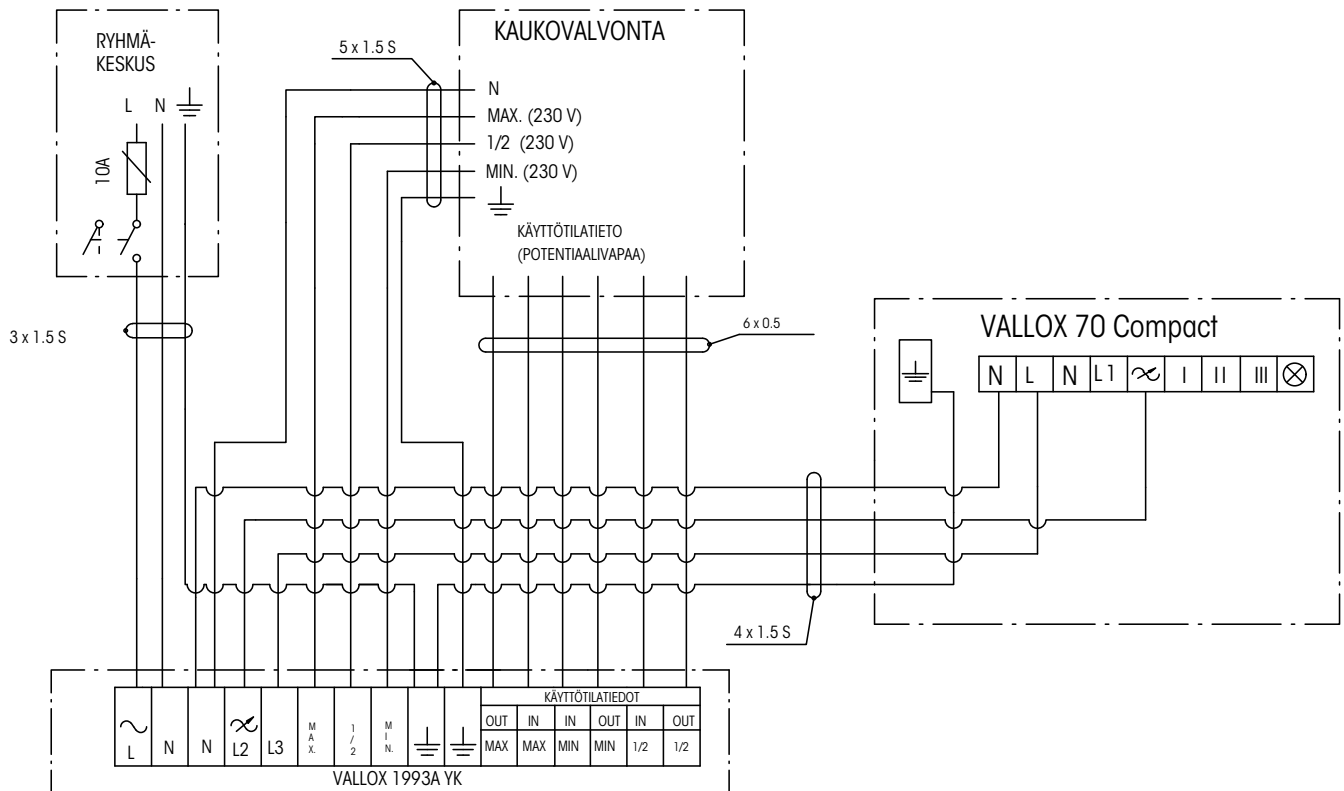 RYHMÄ-
KESKUS
L N
10A
3 x 1.5 S
5 x 1.5 S
KAUKOVALVONTA
N
MAX. (230 V)
1/2 (230 V)
MIN. (230 V)
KÄYTTÖTILATIETO
(POTENTIAALIVAPAA)
6 x 0.5
VALLOX 70 Compact
N L N L1 I II III
4 x 1.5 S
KÄYTTÖTILATIEDOT
OUT IN IN OUT IN OUT
L N N L2 L3 MAX. 1/2 MIN. MAX MAX MIN MIN 1/2 1/2
VALLOX 1993A YK